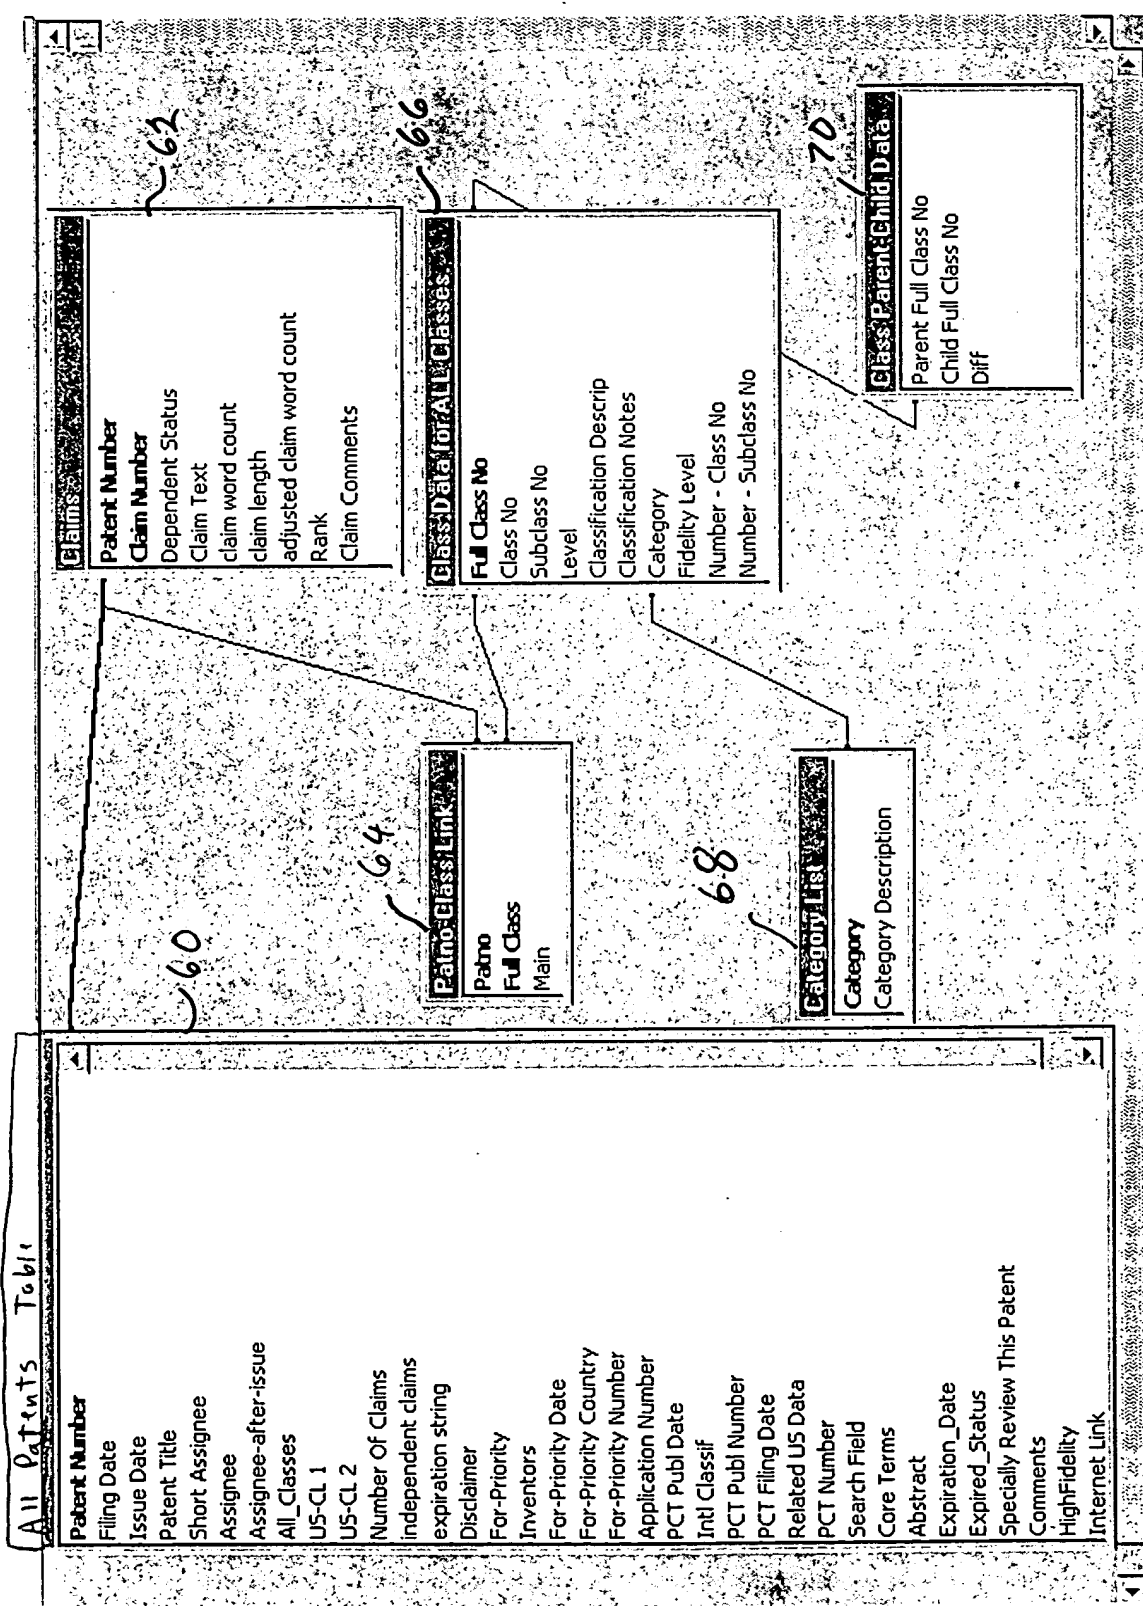 All Patents Table
60
Patent Number
Filing Date
Issue Date
Patent Title
Short Assignee
Assignee
Assignee-after-issue
All_Classes
US-CL 1
US-CL 2
Number Of Claims
independent claims
expiration string
Disclaimer
For-Priority
Inventors
For-Priority Date
For-Priority Country
For-Priority Number
Application Number
PCT Publ Date
Intl Classif
PCT Publ Number
PCT Filing Date
Related US Data
PCT Number
Search Field
Core Terms
Abstract
Expiration_Date
Expired_Status
Specially Review This Patent
Comments
HighFidelity
Internet Link
64
Patno-Class Link
Patno
Full Class
Main
68
Category List
Category
Category Description
62
Claims
Patent Number
Claim Number
Dependent Status
Claim Text
claim word count
claim length
adjusted claim word count
Rank
Claim Comments
66
Class Data for ALL Classes
Full Class No
Class No
Subclass No
Level
Classification Descrip
Classification Notes
Category
Fidelity Level
Number - Class No
Number - Subclass No
70
Class Parent Child Data
Parent Full Class No
Child Full Class No
Diff